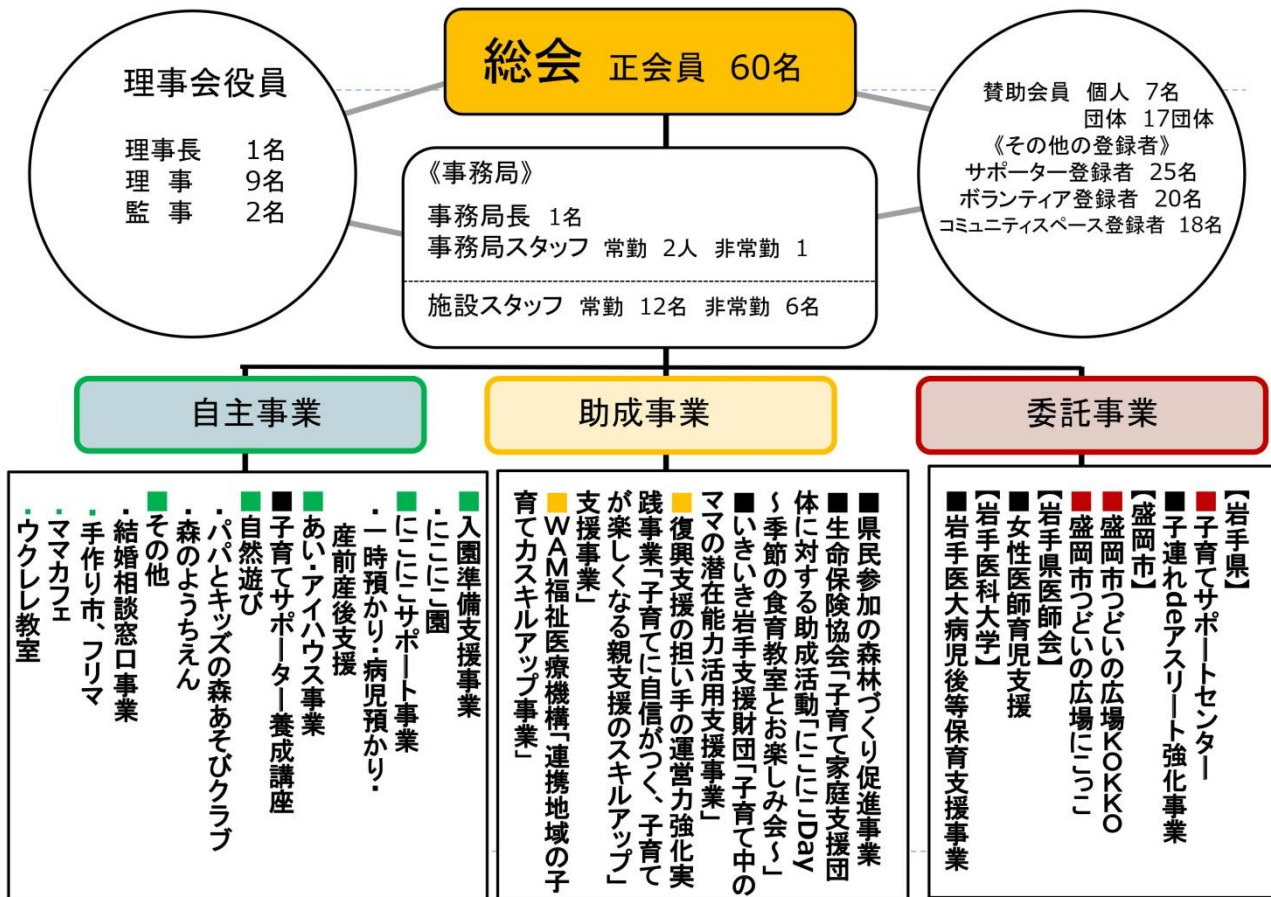 総会 正会員 60名
理事会役員
理事長 1名
理 事 9名
監 事 2名
賛助会員 個人 7名
団体 17団体
《その他の登録者》
サポーター登録者 25名
ボランティア登録者 20名
コミュニティスペース登録者 18名
《事務局》
事務局長 1名
事務局スタッフ 常勤 2人 非常勤 1
施設スタッフ 常勤 12名 非常勤 6名
自主事業
■入園準備支援事業
・にこにこ園
■にこにこサポート事業
・一時預かり・病児預かり・
産前産後支援
■あい・アイハウス事業
■子育てサポーター養成講座
■自然遊び
・パパとキッズの森あそびクラブ
・森のようちえん
■その他
・結婚相談窓口事業
・手作り市、フリマ
・ママカフェ
・ウクレレ教室
助成事業
■県民参加の森林づくり促進事業
■生命保険協会「子育て家庭支援団
体に対する助成活動「にこにこDay
～季節の食育教室とお楽しみ会～」
■いきいき岩手支援財団「子育て中の
ママの潜在能力活用支援事業」
■復興支援の担い手の運営力強化実
践事業「子育てに自信がつく、子育て
が楽しくなる親支援のスキルアップ」
支援事業」
■WAM福祉医療機構「連携地域の子
育て力スキルアップ事業」
委託事業
【岩手県】
■子育てサポートセンター
■子連れdeアスリート強化事業
【盛岡市】
■盛岡市つどいの広場KOKKO
■盛岡市つどいの広場にこっこ
【岩手県医師会】
■女性医師育児支援
【岩手医科大学】
■岩手医大病児後等保育支援事業